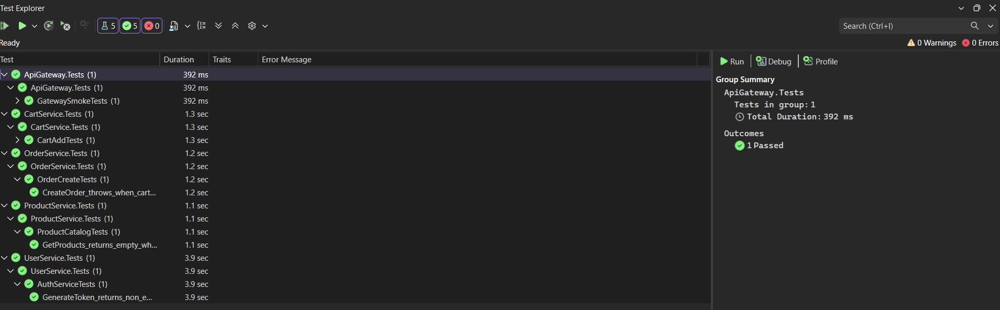 Test Explorer
5 5 0
Search (Ctrl+I)
Ready
0 Warnings 0 Errors
Test Duration Traits Error Message
ApiGateway.Tests (1) 392 ms
ApiGateway.Tests (1) 392 ms
GatewaySmokeTests (1) 392 ms
CartService.Tests (1) 1.3 sec
CartService.Tests (1) 1.3 sec
CartAddTests (1) 1.3 sec
OrderService.Tests (1) 1.2 sec
OrderService.Tests (1) 1.2 sec
OrderCreateTests (1) 1.2 sec
CreateOrder_throws_when_cart... 1.2 sec
ProductService.Tests (1) 1.1 sec
ProductService.Tests (1) 1.1 sec
ProductCatalogTests (1) 1.1 sec
GetProducts_returns_empty_wh... 1.1 sec
UserService.Tests (1) 3.9 sec
UserService.Tests (1) 3.9 sec
AuthServiceTests (1) 3.9 sec
GenerateToken_returns_non_e... 3.9 sec
Run Debug Profile
Group Summary
ApiGateway.Tests
Tests in group: 1
Total Duration: 392 ms
Outcomes
1 Passed